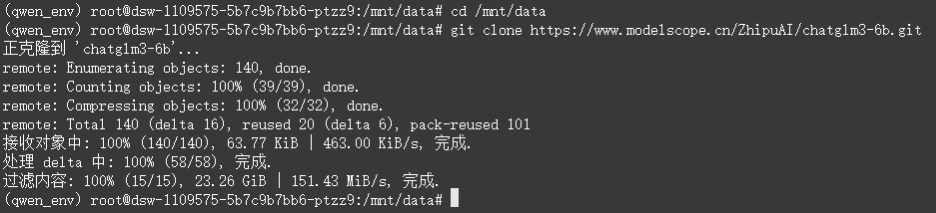 (qwen_env) root@dsw-1109575-5b7c9b7bb6-ptzz9:/mnt/data# cd /mnt/data
(qwen_env) root@dsw-1109575-5b7c9b7bb6-ptzz9:/mnt/data# git clone https://www.modelscope.cn/ZhipuAI/chatglm3-6b.git
正克隆到 'chatglm3-6b'...
remote: Enumerating objects: 140, done.
remote: Counting objects: 100% (39/39), done.
remote: Compressing objects: 100% (32/32), done.
remote: Total 140 (delta 16), reused 20 (delta 6), pack-reused 101
接收对象中: 100% (140/140), 63.77 KiB | 463.00 KiB/s, 完成.
处理 delta 中: 100% (58/58), 完成.
过滤内容: 100% (15/15), 23.26 GiB | 151.43 MiB/s, 完成.
(qwen_env) root@dsw-1109575-5b7c9b7bb6-ptzz9:/mnt/data#